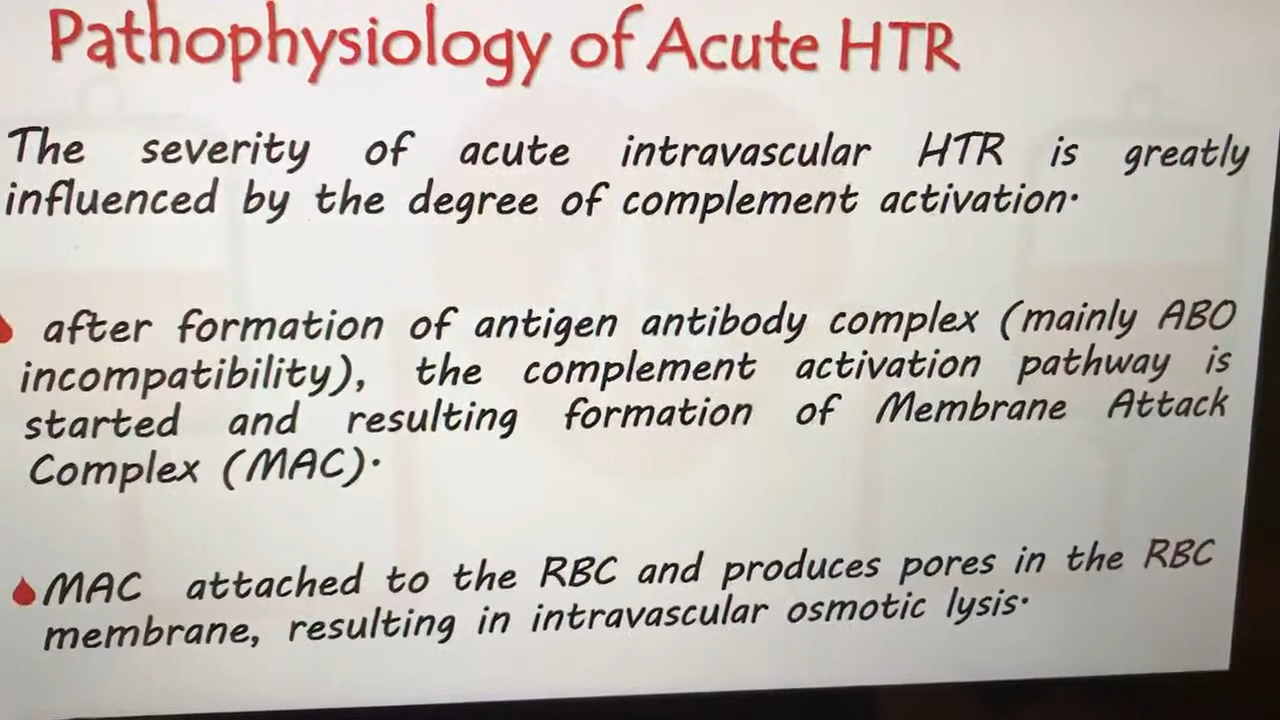 Pathophysiology of Acute HTR
The severity of acute intravascular HTR is greatly
influenced by the degree of complement activation.
after formation of antigen antibody complex (mainly ABO
incompatibility), the complement activation pathway is
started and resulting formation of Membrane Attack
Complex (MAC).
MAC attached to the RBC and produces pores in the RBC
membrane, resulting in intravascular osmotic lysis.